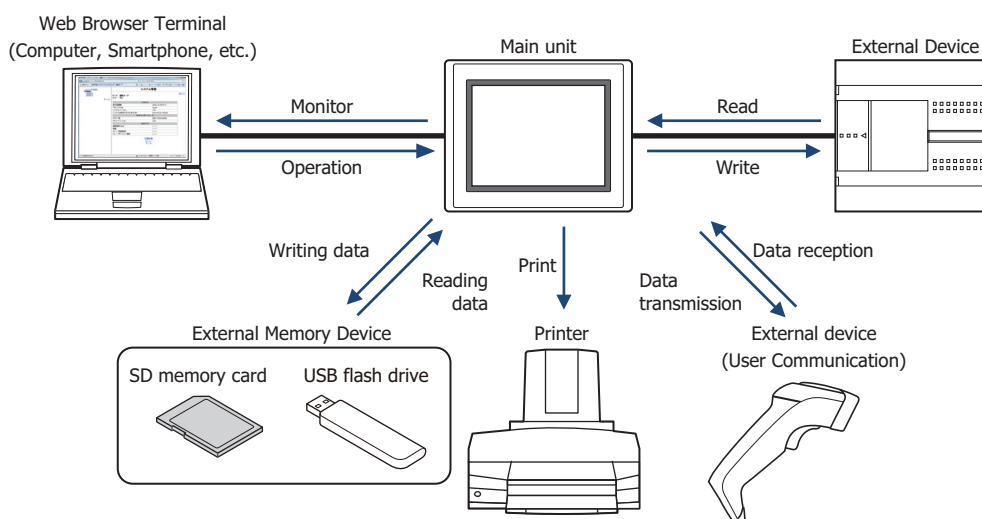 Web Browser Terminal
(Computer, Smartphone, etc.)
Main unit
External Device
Monitor
Operation
Read
Write
Writing data
Reading
data
Print
Data
transmission
Data reception
External Memory Device
SD memory card
USB flash drive
Printer
External device
(User Communication)